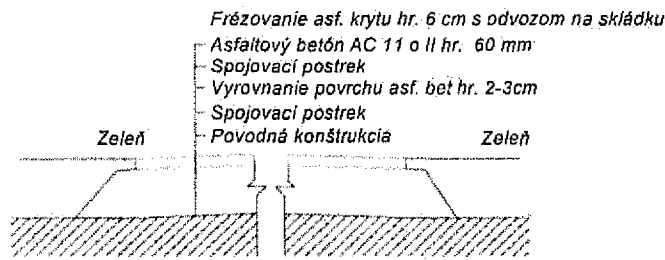 Frézovanie asf. krytu hr. 6 cm s odvozom na skládku
Asfaltový betón AC 11 o II hr. 60 mm
Spojovací postrek
Vyrovnanie povrchu asf. bet hr. 2-3cm
Spojovací postrek
Zeleň Povodná konštrukcia Zeleň